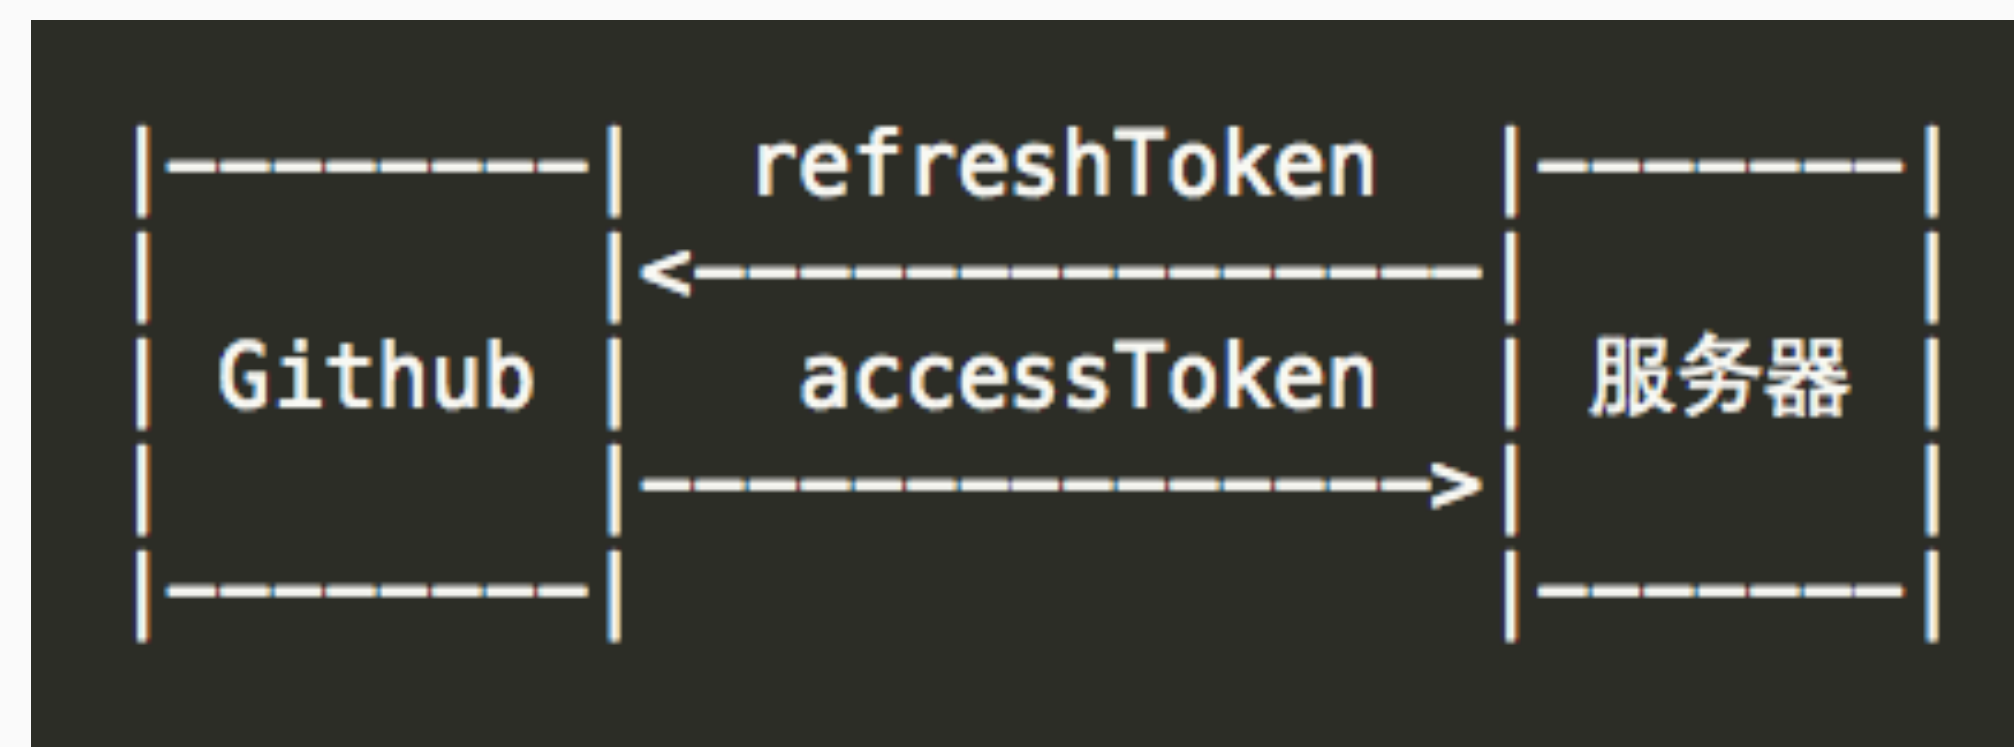 |--------|  refreshToken  |-------|
|        |<---------------|       |
| Github |   accessToken  | 服务器 |
|        |--------------->|       |
|--------|                |-------|